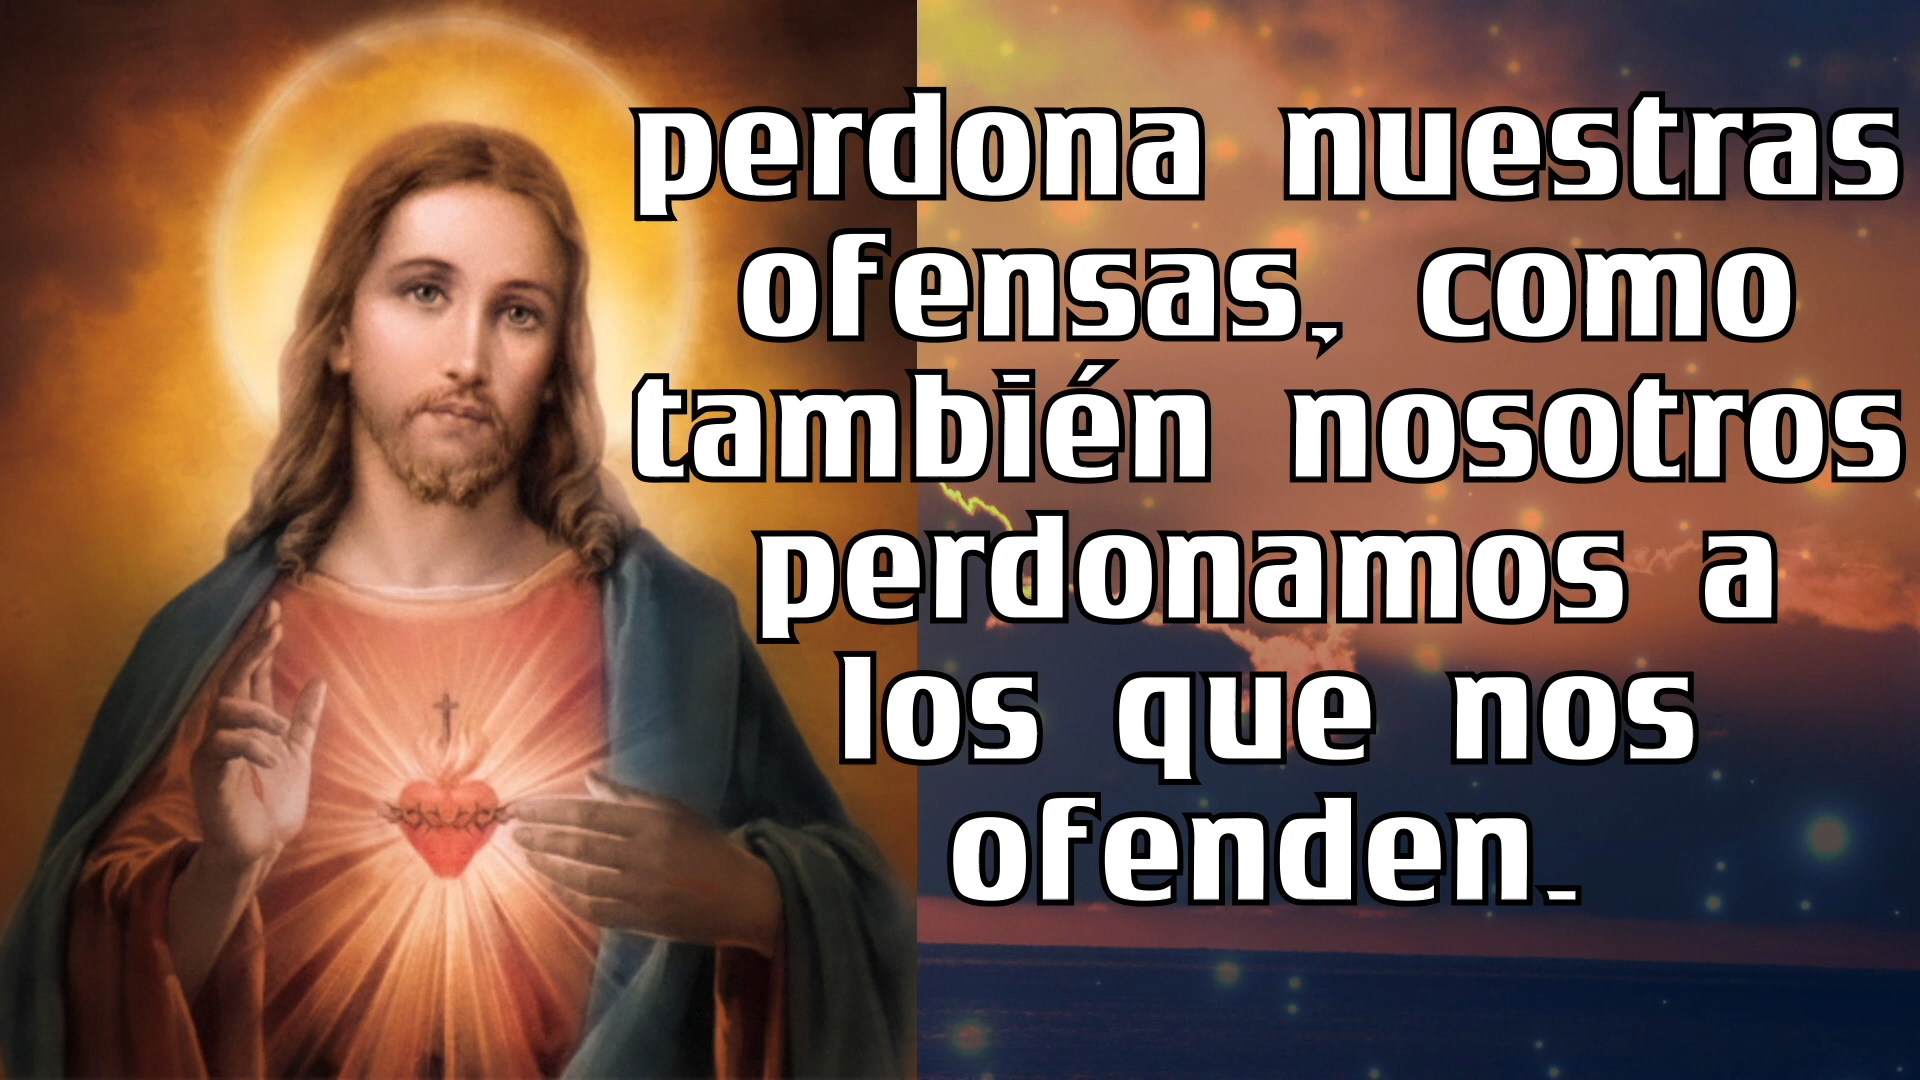 perdona nuestras
ofensas, como
también nosotros
perdonamos a
los que nos
ofenden.